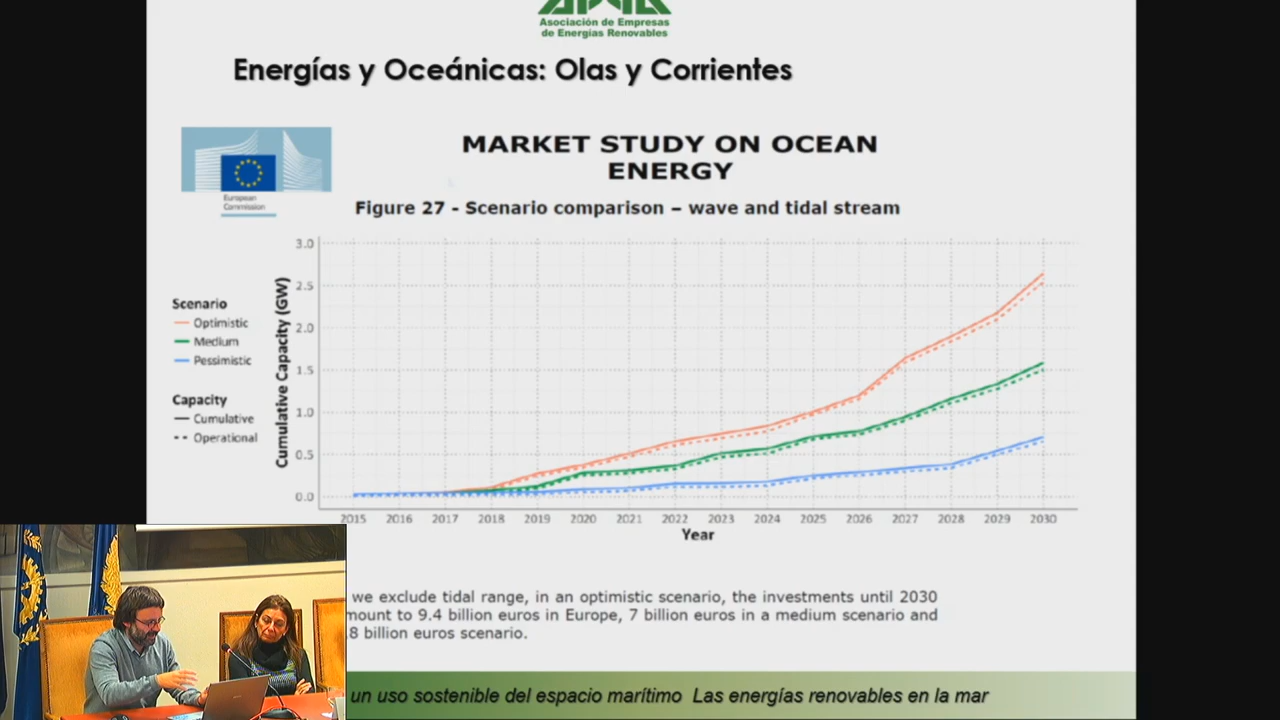 Asociación de Empresas
de Energías Renovables
Energías y Oceánicas: Olas y Corrientes
MARKET STUDY ON OCEAN
ENERGY
European
Commission
Figure 27 - Scenario comparison – wave and tidal stream
Scenario
Optimistic
Medium
Pessimistic
Capacity
Cumulative
Operational
Cumulative Capacity (GW)
3.0
2.5
2.0
1.5
1.0
0.5
0.0
2015 2016 2017 2018 2019 2020 2021 2022 2023 2024 2025 2026 2027 2028 2029 2030
Year
we exclude tidal range, in an optimistic scenario, the investments until 2030
mount to 9.4 billion euros in Europe, 7 billion euros in a medium scenario and
.8 billion euros scenario.
un uso sostenible del espacio marítimo Las energías renovables en la mar